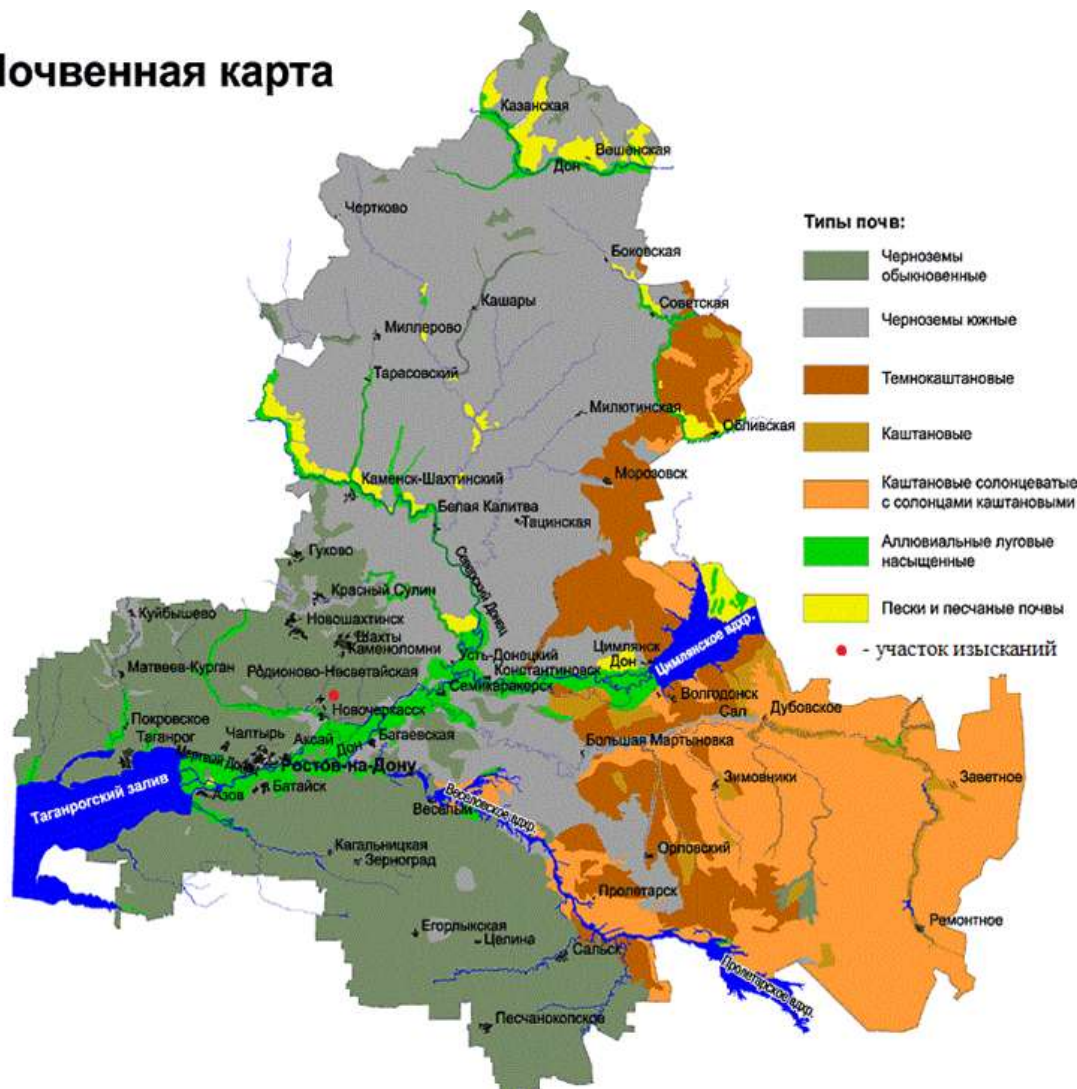 Почвенная карта
Казанская
Вешенская
Дон
Чертково
Боковская
Кашары
Советская
Миллерово
Тарасовский
Милютинская
Обливская
Морозовск
Каменск-Шахтинский
Белая Калитва
Тацинская
Северский Донец
Гуково
Красный Сулин
Куйбышево
Новошахтинск
Шахты
Каменоломни
Цимлянск
Цимлянское вдхр.
Матвеев-Курган
Родионово-Несветайская
Усть-Донецкий
Константиновск
Дон
Семикаракорск
Волгодонск
Новочеркасск
Сал
Дубовское
Покровское
Таганрог
Чалтырь
Аксай
Дон
Багаевская
Большая Мартыновка
Мертвый Донец
Ростов-на-Дону
Зимовники
Заветное
Таганрогский залив
Азов
Батайск
Веселый
Веселовское вдхр.
Кагальницкая
Зерноград
Орловский
Пролетарск
Егорлыкская
Целина
Сальск
Ремонтное
Пролетарское вдхр.
Песчанокопское
Типы почв:
Черноземы
обыкновенные
Черноземы южные
Темнокаштановые
Каштановые
Каштановые солонцеватые
с солонцами каштановыми
Аллювиальные луговые
насыщенные
Пески и песчаные почвы
- участок изысканий